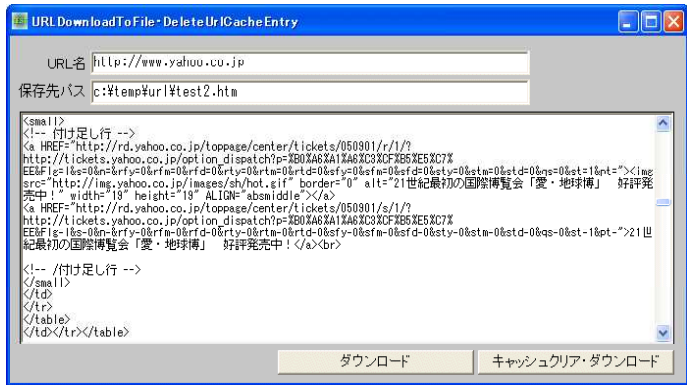 URLDownloadToFile・DeleteUrlCacheEntry
URL名 http://www.yahoo.co.jp
保存先パス c:¥temp¥url¥test2.htm
<small>
<!-- 付け足し行 -->
<a HREF="http://rd.yahoo.co.jp/toppage/center/tickets/050901/r/1/?
http://tickets.yahoo.co.jp/option_dispatch?p=%B0%A6%A1%A6%C3%CF%B5%E5%C7%
EE&Flg=l&s=0&n=&rfy=0&rfm=0&rfd=0&rty=0&rtm=0&rtd=0&sfy=0&sfm=0&sfd=0&sty=0&stm=0&std=0&qs=0&st=1&pt="><img
src="http://img.yahoo.co.jp/images/sh/hot.gif" border="0" alt="21世紀最初の国際博覧会「愛・地球博」　好評発
売中！" width="19" height="19" ALIGN="absmiddle"></a>
<a HREF="http://rd.yahoo.co.jp/toppage/center/tickets/050901/s/1/?
http://tickets.yahoo.co.jp/option_dispatch?p=%B0%A6%A1%A6%C3%CF%B5%E5%C7%
EE&Flg=l&s=0&n=&rfy=0&rfm=0&rfd=0&rty=0&rtm=0&rtd=0&sfy=0&sfm=0&sfd=0&sty=0&stm=0&std=0&qs=0&st=1&pt=">21世
紀最初の国際博覧会「愛・地球博」　好評発売中！</a><br>
<!-- /付け足し行 -->
</small>
</td>
</tr>
</table>
</td></tr></table>
ダウンロード キャッシュクリア・ダウンロード